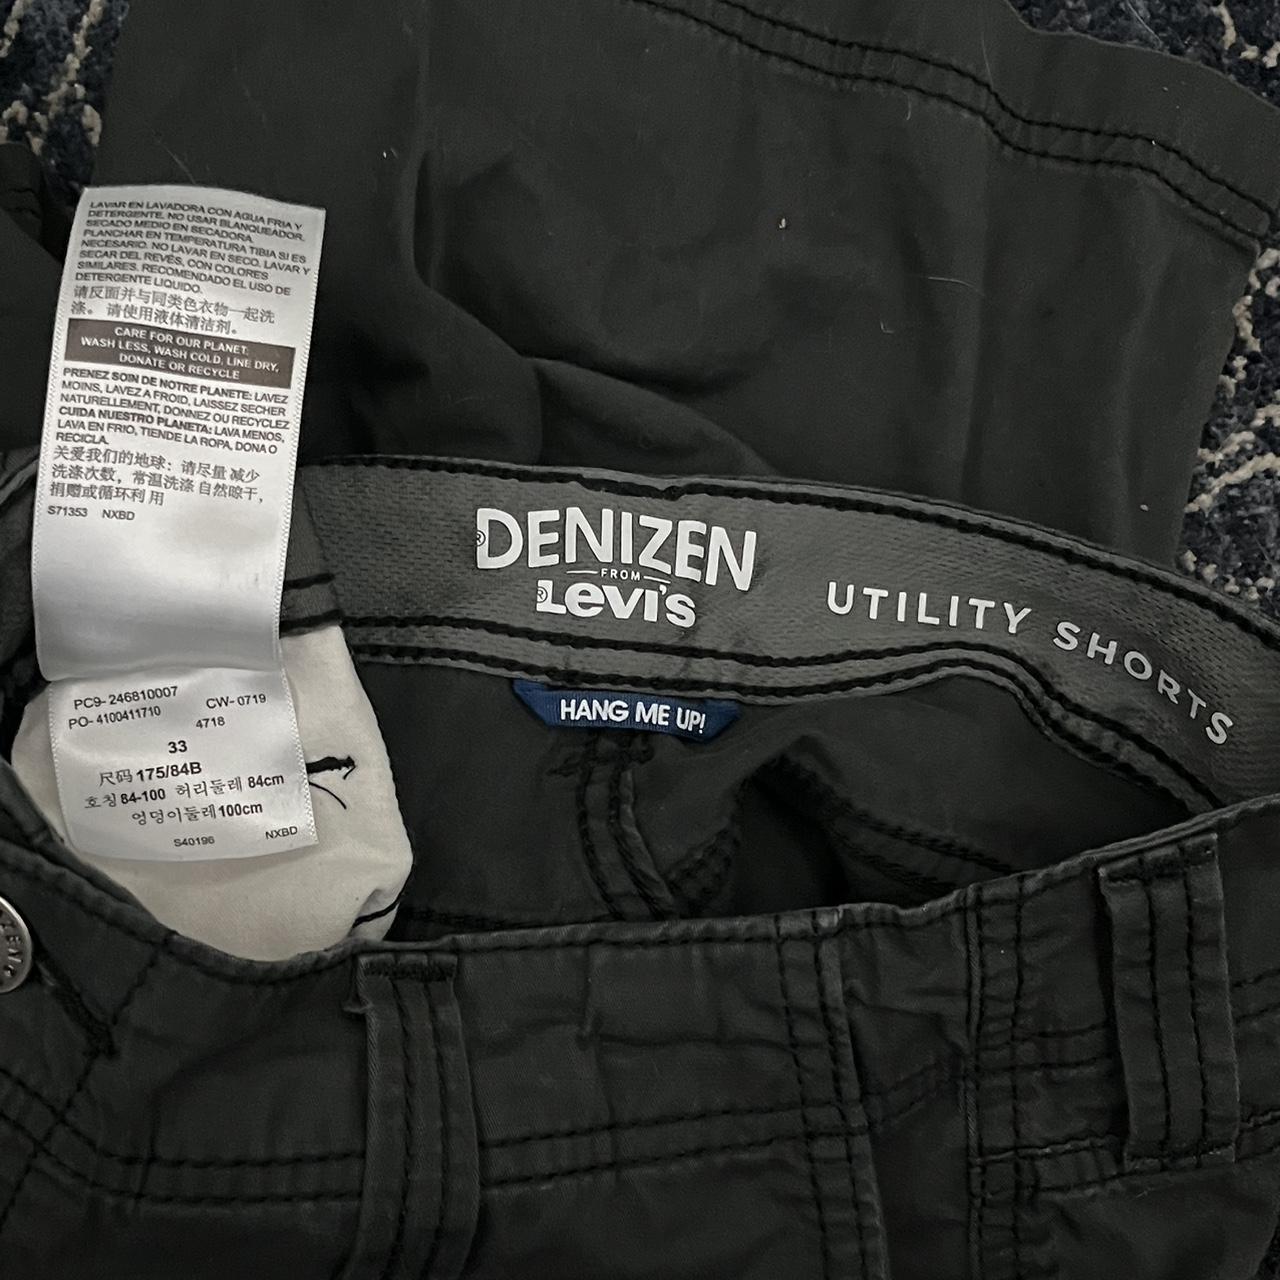 LAVAR EN LAVADORA CON AGUA FRIA Y
DETERGENTE. NO USAR BLANQUEADOR.
SECADO MEDIO EN SECADORA.
PLANCHAR EN TEMPERATURA TIBIA SI ES
NECESARIO. NO LAVAR EN SECO. LAVAR Y
SECAR DEL REVÉS, CON COLORES
SIMILARES. RECOMENDADO EL USO DE
DETERGENTE LIQUIDO.
请反面并与同类色衣物一起洗
涤。请使用液体清洁剂。
CARE FOR OUR PLANET:
WASH LESS, WASH COLD, LINE DRY,
DONATE OR RECYCLE
PRENEZ SOIN DE NOTRE PLANETE: LAVEZ
MOINS, LAVEZ A FROID, LAISSEZ SECHER
NATURELLEMENT, DONNEZ OU RECYCLEZ
CUIDA NUESTRO PLANETA: LAVA MENOS,
LAVA EN FRIO, TIENDE LA ROPA, DONA O
RECICLA.
关爱我们的地球：请尽量 减少
洗涤次数，常温洗涤 自然晾干，
捐赠或循环利 用
S71353 NXBD
PC9-246810007 CW-0719
PO-4100411710 4718
33
尺码 175/84B
호칭 84-100 허리둘레 84cm
엉덩이둘레 100cm
S40196 NXBD
®DENIZEN
FROM
®Levi's
UTILITY SHORTS
HANG ME UP!